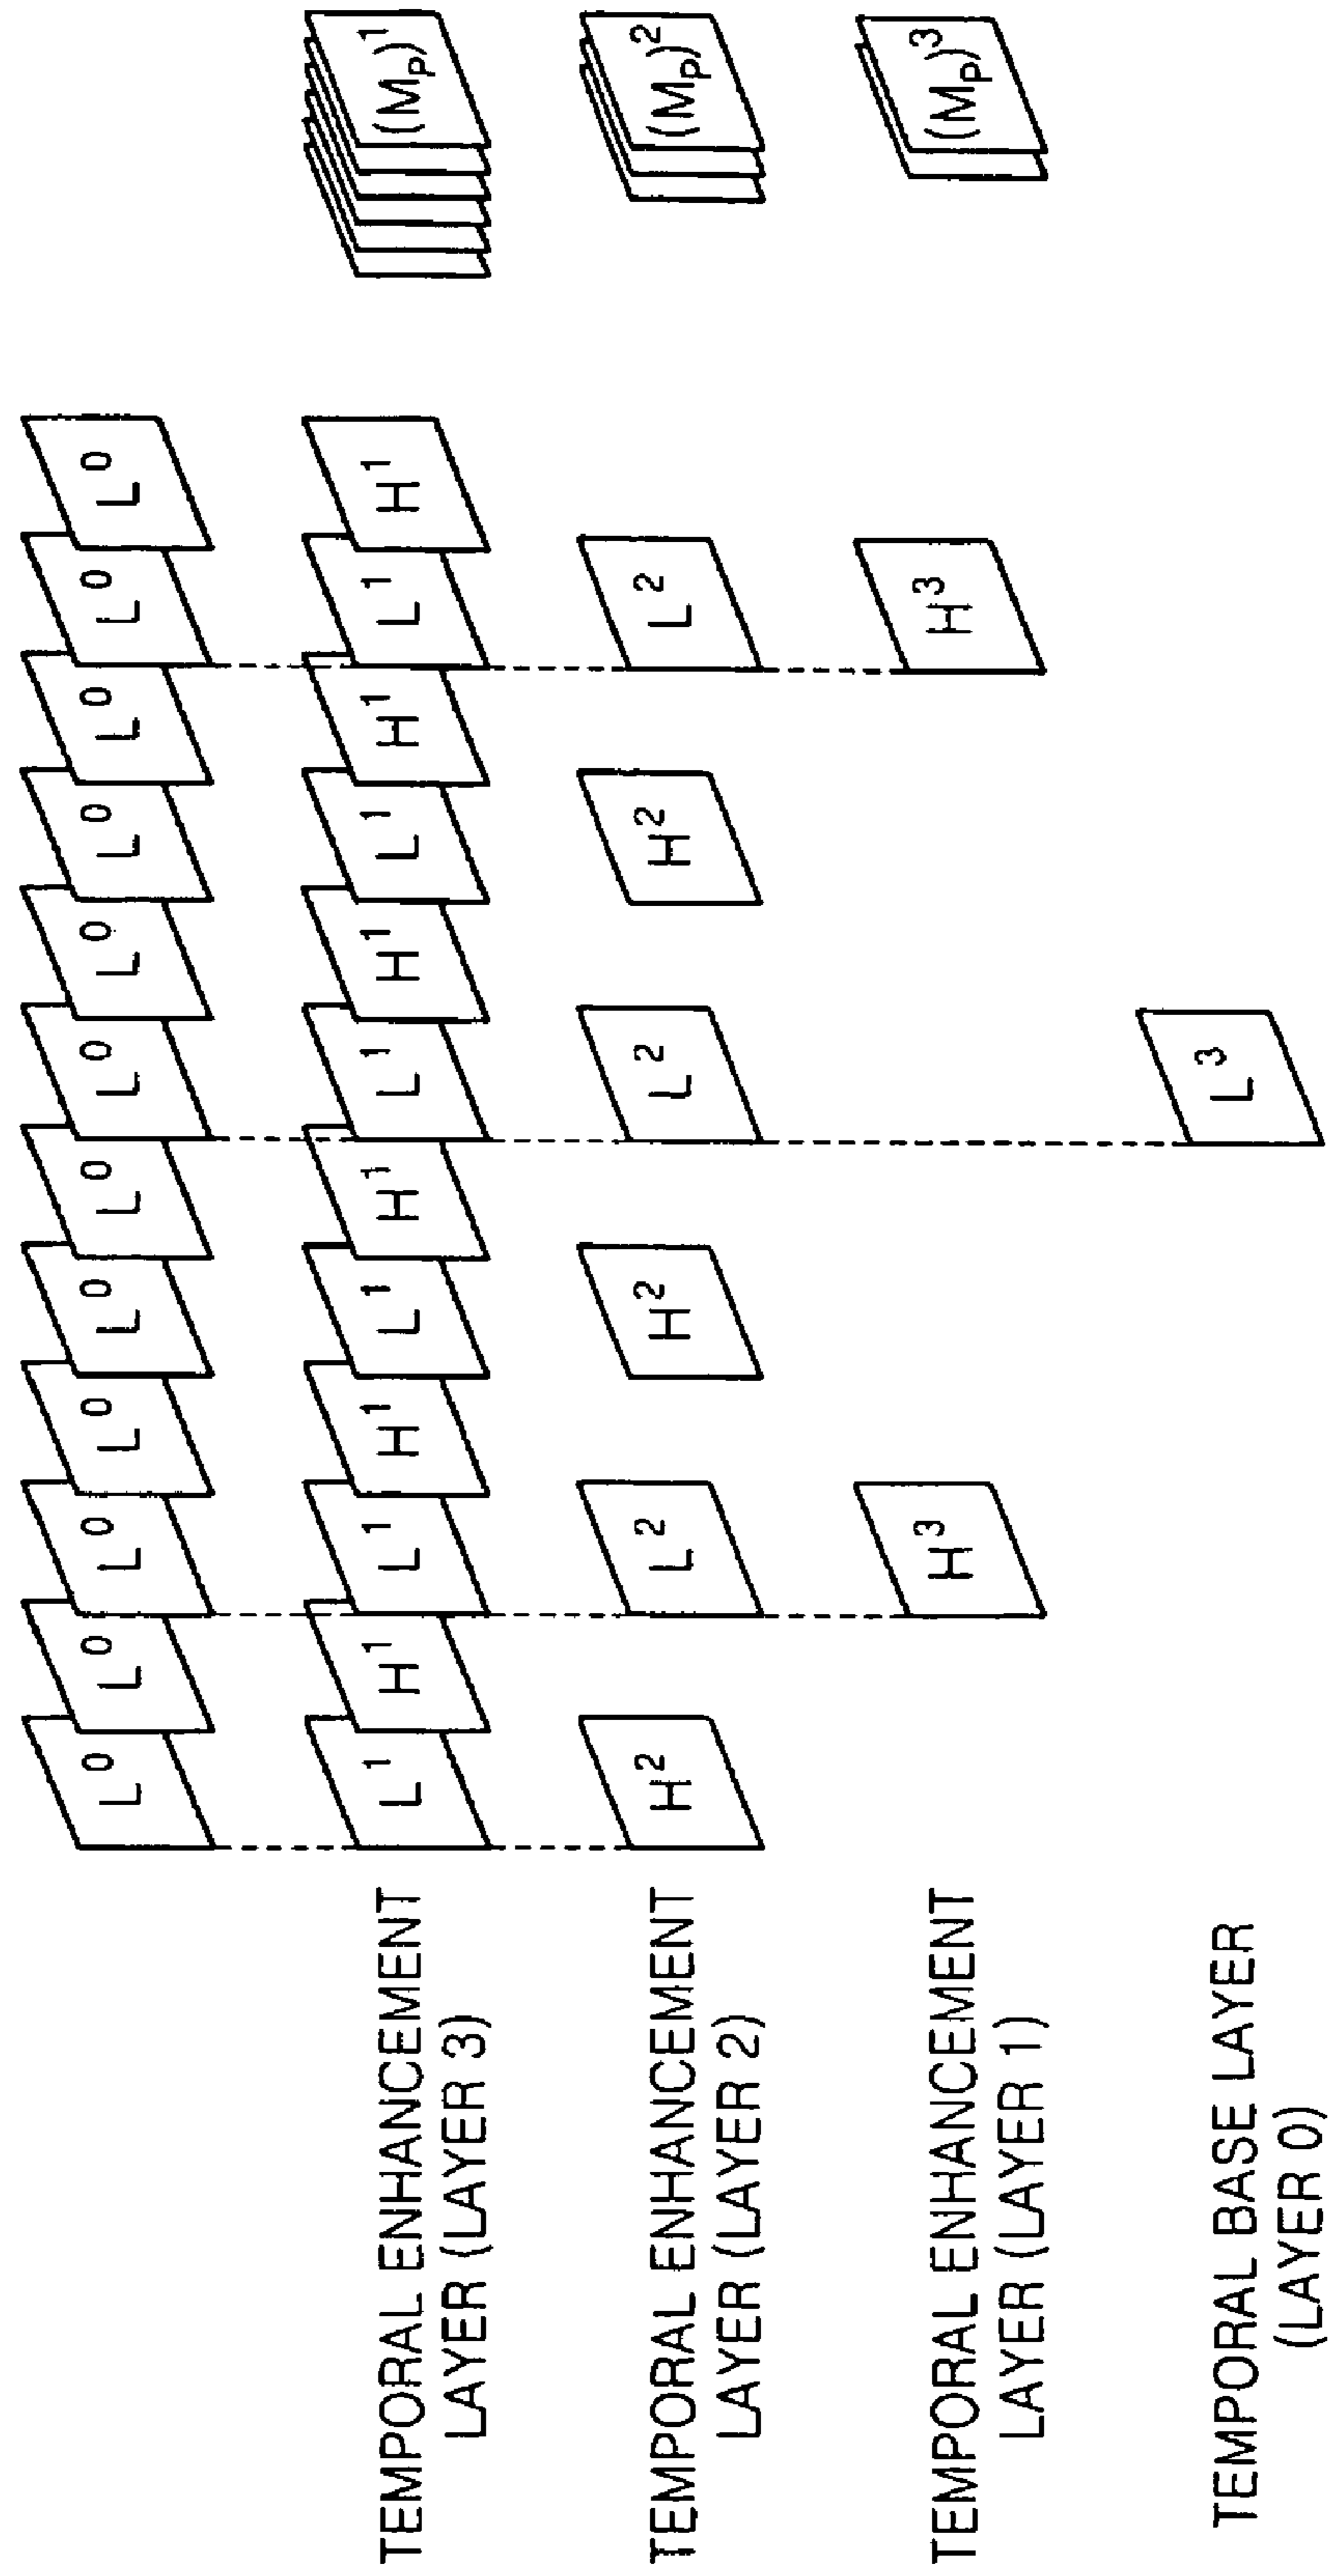 L⁰ L⁰ L⁰ L⁰ L⁰ L⁰ L⁰ L⁰ L⁰ L⁰ L⁰ L⁰
TEMPORAL ENHANCEMENT
LAYER (LAYER 3)
L¹ H¹ L¹ H¹ L¹ H¹ L¹ H¹ L¹ H¹ L¹ H¹ (Mₚ)¹
TEMPORAL ENHANCEMENT
LAYER (LAYER 2)
H² L² H² L² H² L² (Mₚ)²
TEMPORAL ENHANCEMENT
LAYER (LAYER 1)
H³ H³ (Mₚ)³
TEMPORAL BASE LAYER
(LAYER 0)
L³